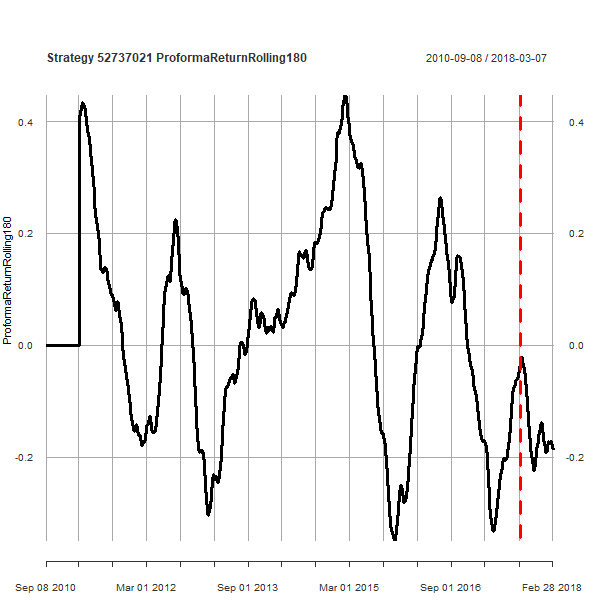 Strategy 52737021 ProformaReturnRolling180
2010-09-08 / 2018-03-07
ProformaReturnRolling180
0.4
0.4
0.2
0.2
0.0
0.0
-0.2
-0.2
Sep 08 2010
Mar 01 2012
Sep 01 2013
Mar 01 2015
Sep 01 2016
Feb 28 2018